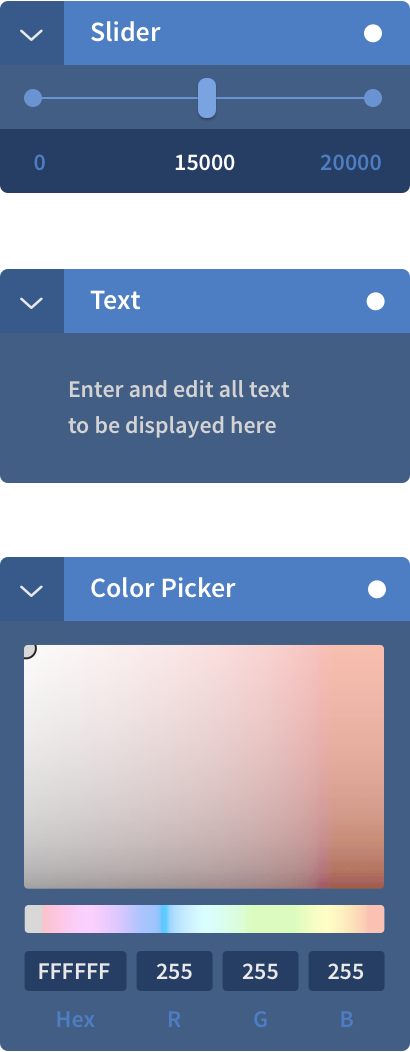 Slider
0 15000 20000
Text
Enter and edit all text
to be displayed here
Color Picker
FFFFFF 255 255 255
Hex R G B